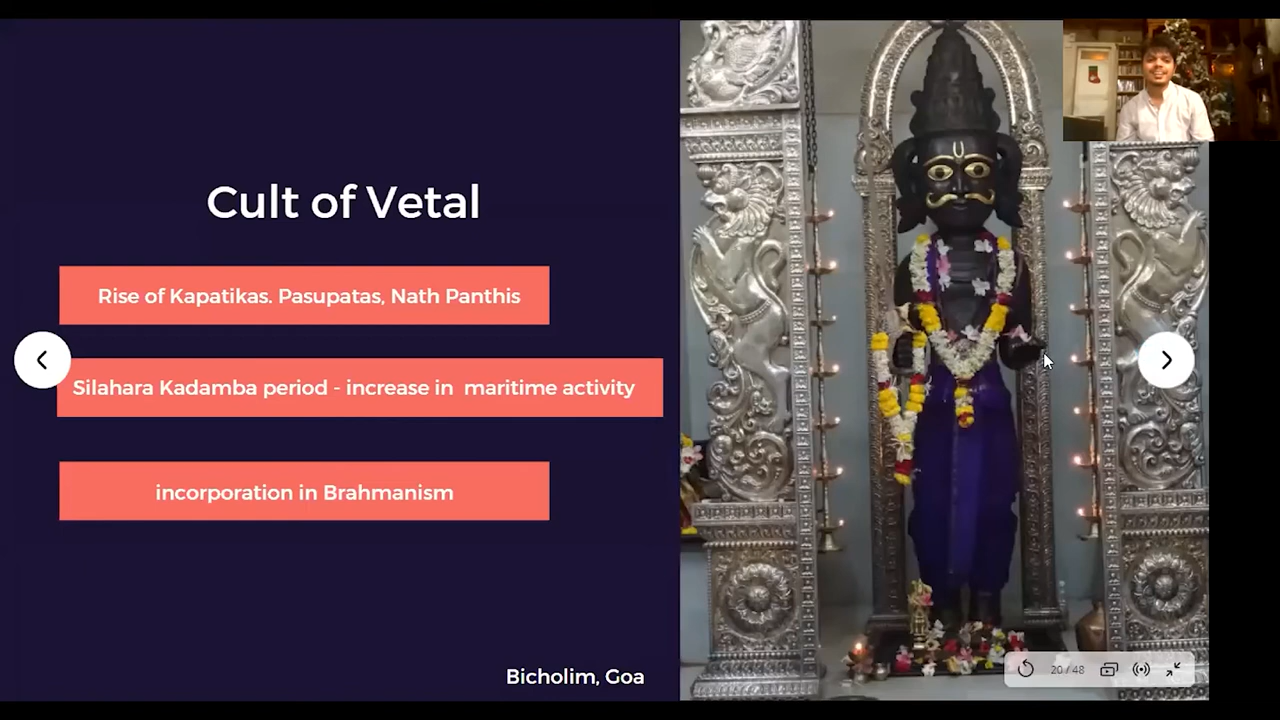 Cult of Vetal
Rise of Kapatikas. Pasupatas, Nath Panthis
Silahara Kadamba period - increase in maritime activity
incorporation in Brahmanism
Bicholim, Goa
20 / 48